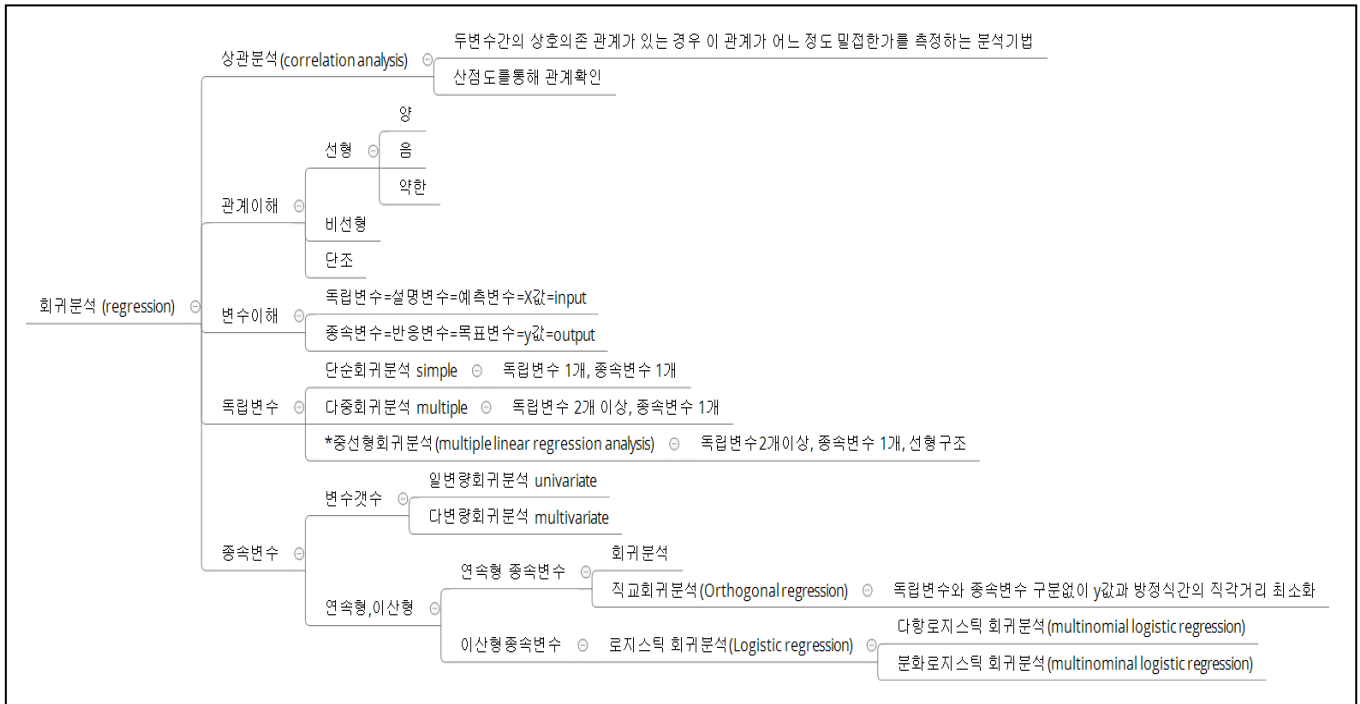 회귀분석 (regression)
상관분석(correlation analysis)
두변수간의 상호의존 관계가 있는 경우 이 관계가 어느 정도 밀접한가를 측정하는 분석기법
산점도를통해 관계확인
관계이해
선형
양
음
약한
비선형
단조
변수이해
독립변수=설명변수=예측변수=X값=input
종속변수=반응변수=목표변수=y값=output
독립변수
단순회귀분석 simple
독립변수 1개, 종속변수 1개
다중회귀분석 multiple
독립변수 2개 이상, 종속변수 1개
*중선형회귀분석(multiple linear regression analysis)
독립변수2개이상, 종속변수 1개, 선형구조
종속변수
변수갯수
일변량회귀분석 univariate
다변량회귀분석 multivariate
연속형,이산형
연속형 종속변수
회귀분석
직교회귀분석(Orthogonal regression)
독립변수와 종속변수 구분없이 y값과 방정식간의 직각거리 최소화
이산형종속변수
로지스틱 회귀분석(Logistic regression)
다항로지스틱 회귀분석(multinomial logistic regression)
분화로지스틱 회귀분석(multinominal logistic regression)